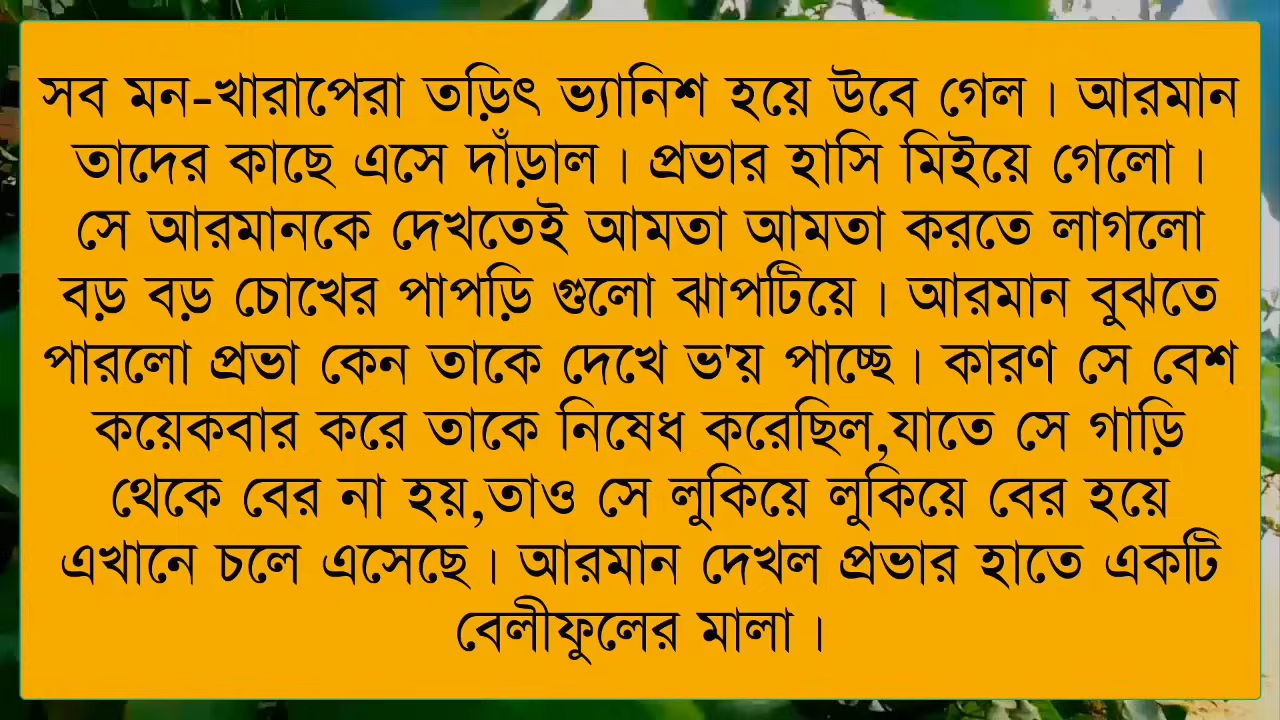 সব মন-খারাপেরা তড়িৎ ভ্যানিশ হয়ে উবে গেল। আরমান
তাদের কাছে এসে দাঁড়াল। প্রভার হাসি মিইয়ে গেলো।
সে আরমানকে দেখতেই আমতা আমতা করতে লাগলো
বড় বড় চোখের পাপড়ি গুলো ঝাপটিয়ে। আরমান বুঝতে
পারলো প্রভা কেন তাকে দেখে ভ'য় পাচ্ছে। কারণ সে বেশ
কয়েকবার করে তাকে নিষেধ করেছিল,যাতে সে গাড়ি
থেকে বের না হয়,তাও সে লুকিয়ে লুকিয়ে বের হয়ে
এখানে চলে এসেছে। আরমান দেখল প্রভার হাতে একটি
বেলীফুলের মালা।